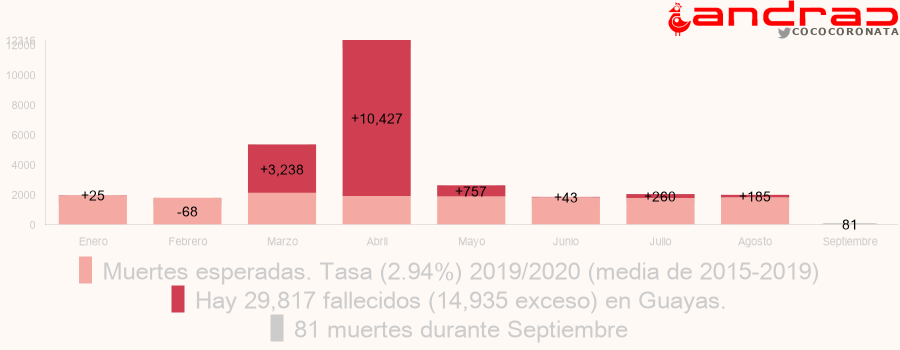 andrac
COCOCORONATA
12316
12000
10000
8000
6000
4000
2000
0
+25
-68
+3,238
+10,427
+757
+43
+260
+185
81
Enero
Febrero
Marzo
Abril
Mayo
Junio
Julio
Agosto
Septiembre
Muertes esperadas. Tasa (2.94%) 2019/2020 (media de 2015-2019)
Hay 29,817 fallecidos (14,935 exceso) en Guayas.
81 muertes durante Septiembre